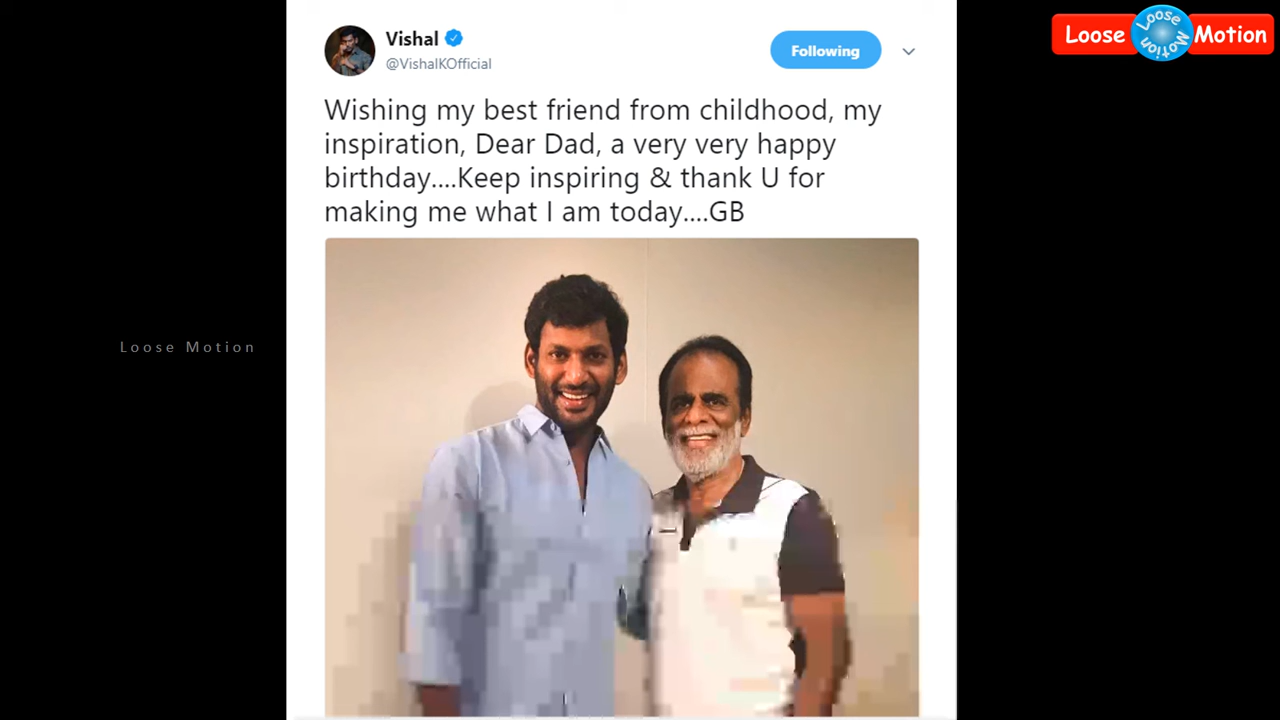 Vishal
@VishalKOfficial
Following
Wishing my best friend from childhood, my
inspiration, Dear Dad, a very very happy
birthday....Keep inspiring & thank U for
making me what I am today....GB
Loose Motion
Loose Motion
Loose Motion